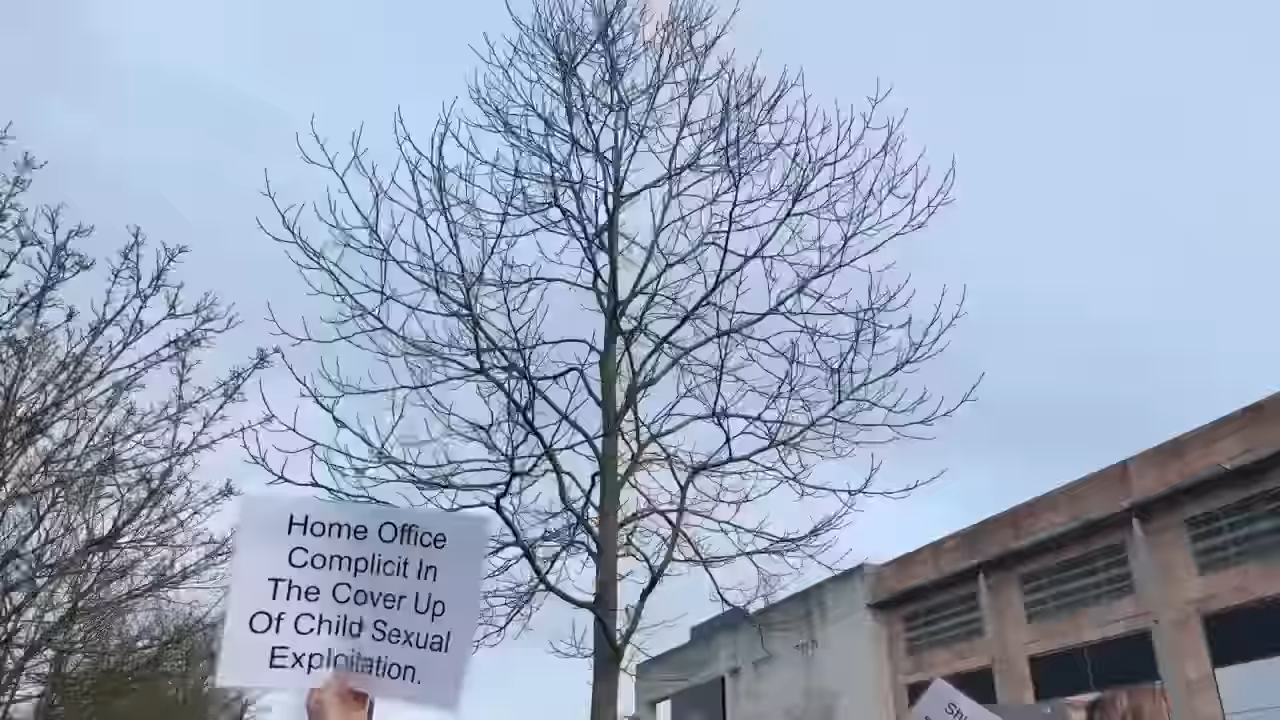 Home Office
Complicit In
The Cover Up
Of Child Sexual
Exploitation.